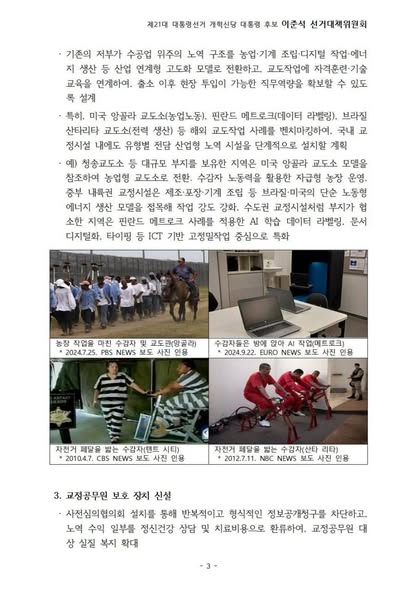 제21대 대통령선거 개혁신당 대통령 후보 이준석 선거대책위원회
· 기존의 저부가 수공업 위주의 노역 구조를 농업·기계 조립·디지털 작업·에너
지 생산 등 산업 연계형 고도화 모델로 전환하고, 교도작업에 자격훈련·기술
교육을 연계하여, 출소 이후 현장 투입이 가능한 직무역량을 확보할 수 있도
록 설계
· 특히, 미국 앙골라 교도소(농업노동), 핀란드 메트로크(데이터 라벨링), 브라질
산타리타 교도소(전력 생산) 등 해외 교도작업 사례를 벤치마킹하여, 국내 교
정시설 내에도 유형별 전담 산업형 노역 시설을 단계적으로 설치할 계획
· 예) 청송교도소 등 대규모 부지를 보유한 지역은 미국 앙골라 교도소 모델을
참조하여 농업형 교도소로 전환. 수감자 노동력을 활용한 자급형 농장 운영.
중부 내륙권 교정시설은 제조·포장·기계 조립 등 브라질·미국의 단순 노동형
에너지 생산 모델을 접목해 작업 강도 강화. 수도권 교정시설처럼 부지가 협
소한 지역은 핀란드 메트로크 사례를 적용한 AI 학습 데이터 라벨링, 문서
디지털화, 타이핑 등 ICT 기반 고정밀작업 중심으로 특화
농장 작업을 마친 수감자 및 교도관(앙골라)
* 2024.7.25. PBS NEWS 보도 사진 인용
수감자들은 방에 앉아 AI 작업(메트로크)
* 2024.9.22. EURO NEWS 보도 사진 인용
자전거 페달을 밟는 수감자(텐트 시티)
* 2010.4.7. CBS NEWS 보도 사진 인용
자전거 페달을 밟는 수감자(산타 리타)
* 2012.7.11. NBC NEWS 보도 사진 인용
3. 교정공무원 보호 장치 신설
· 사전심의협의회 설치를 통해 반복적이고 형식적인 정보공개청구를 차단하고,
노역 수익 일부를 정신건강 상담 및 치료비용으로 환류하여, 교정공무원 대
상 실질 복지 확대
- 3 -